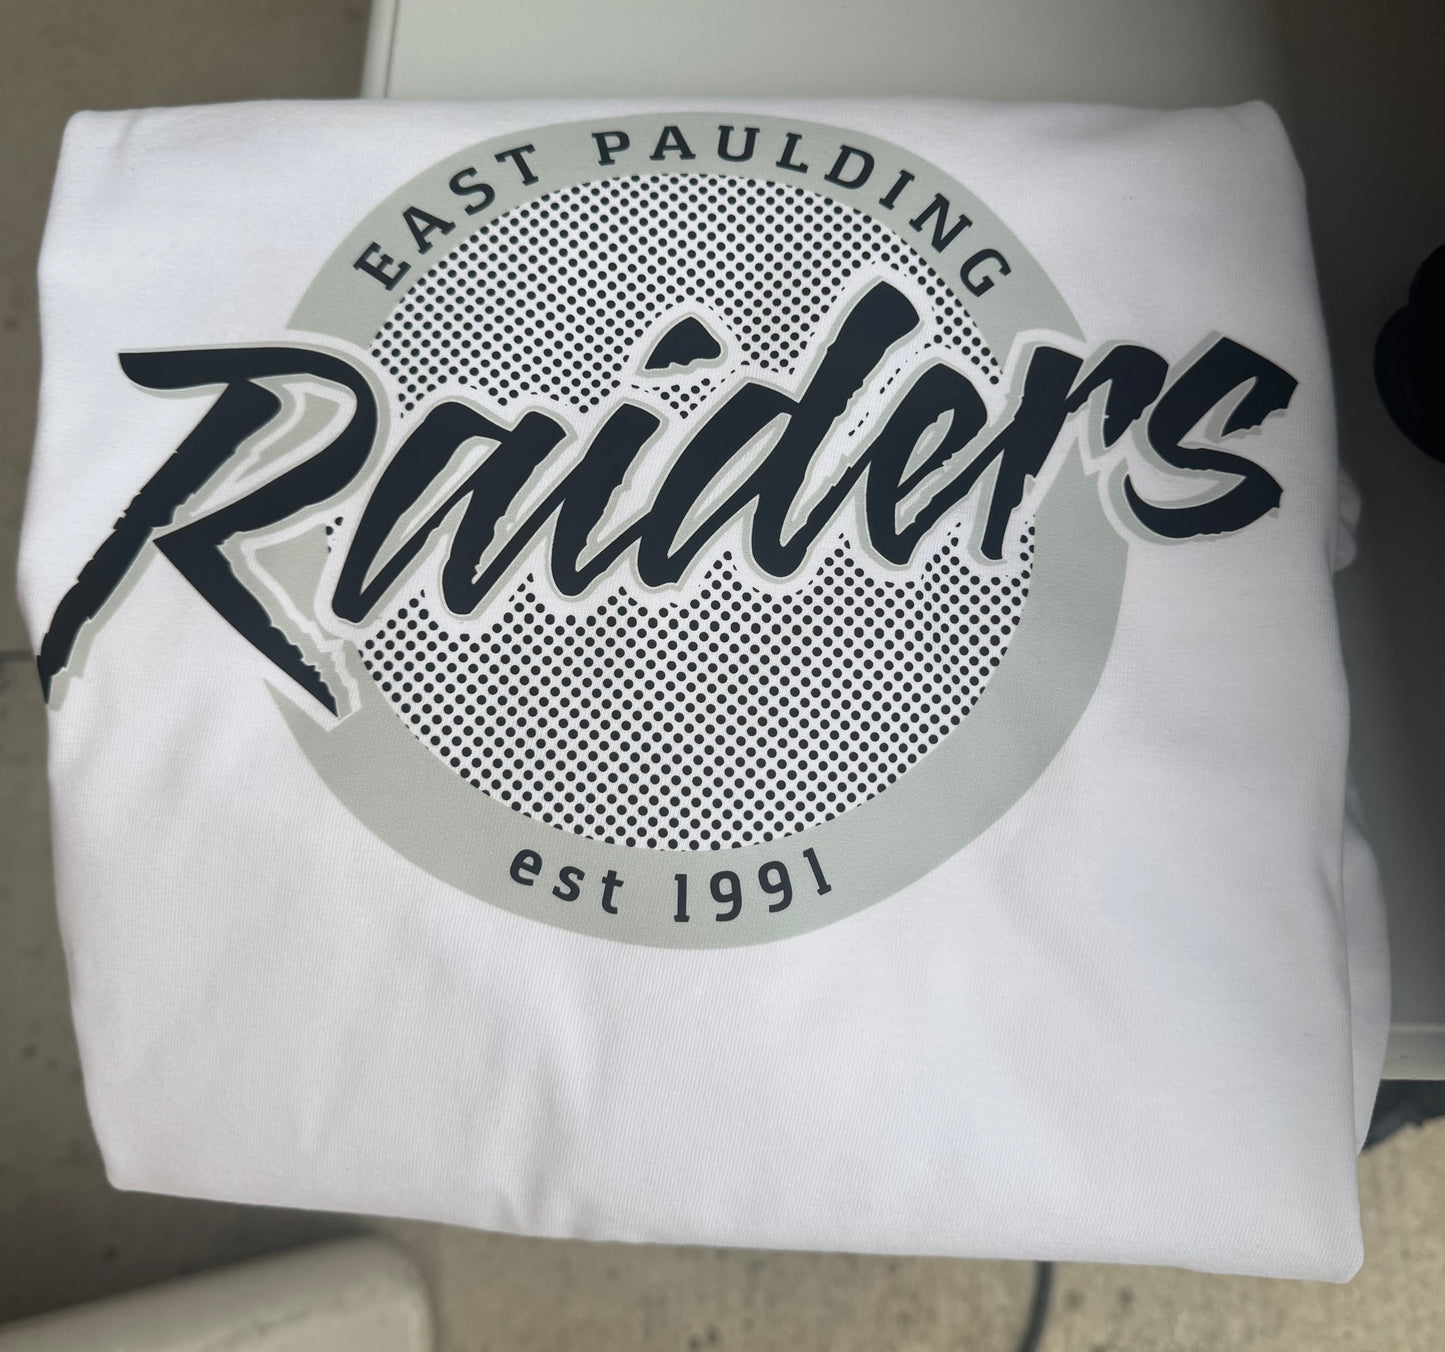 EAST PAULDING
Raiders
est 1991